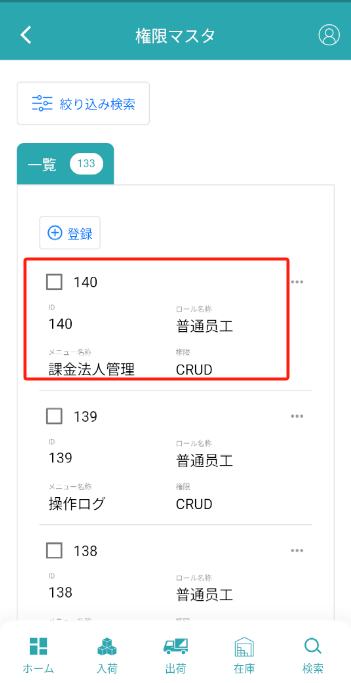 権限マスタ
絞り込み検索
一覧 133
登録
140
ID ロール名称
140 普通员工
メニュー名称 権限
課金法人管理 CRUD
139
ID ロール名称
139 普通员工
メニュー名称 権限
操作ログ CRUD
138
ID ロール名称
138 普通员工
ホーム 入荷 出荷 在庫 検索